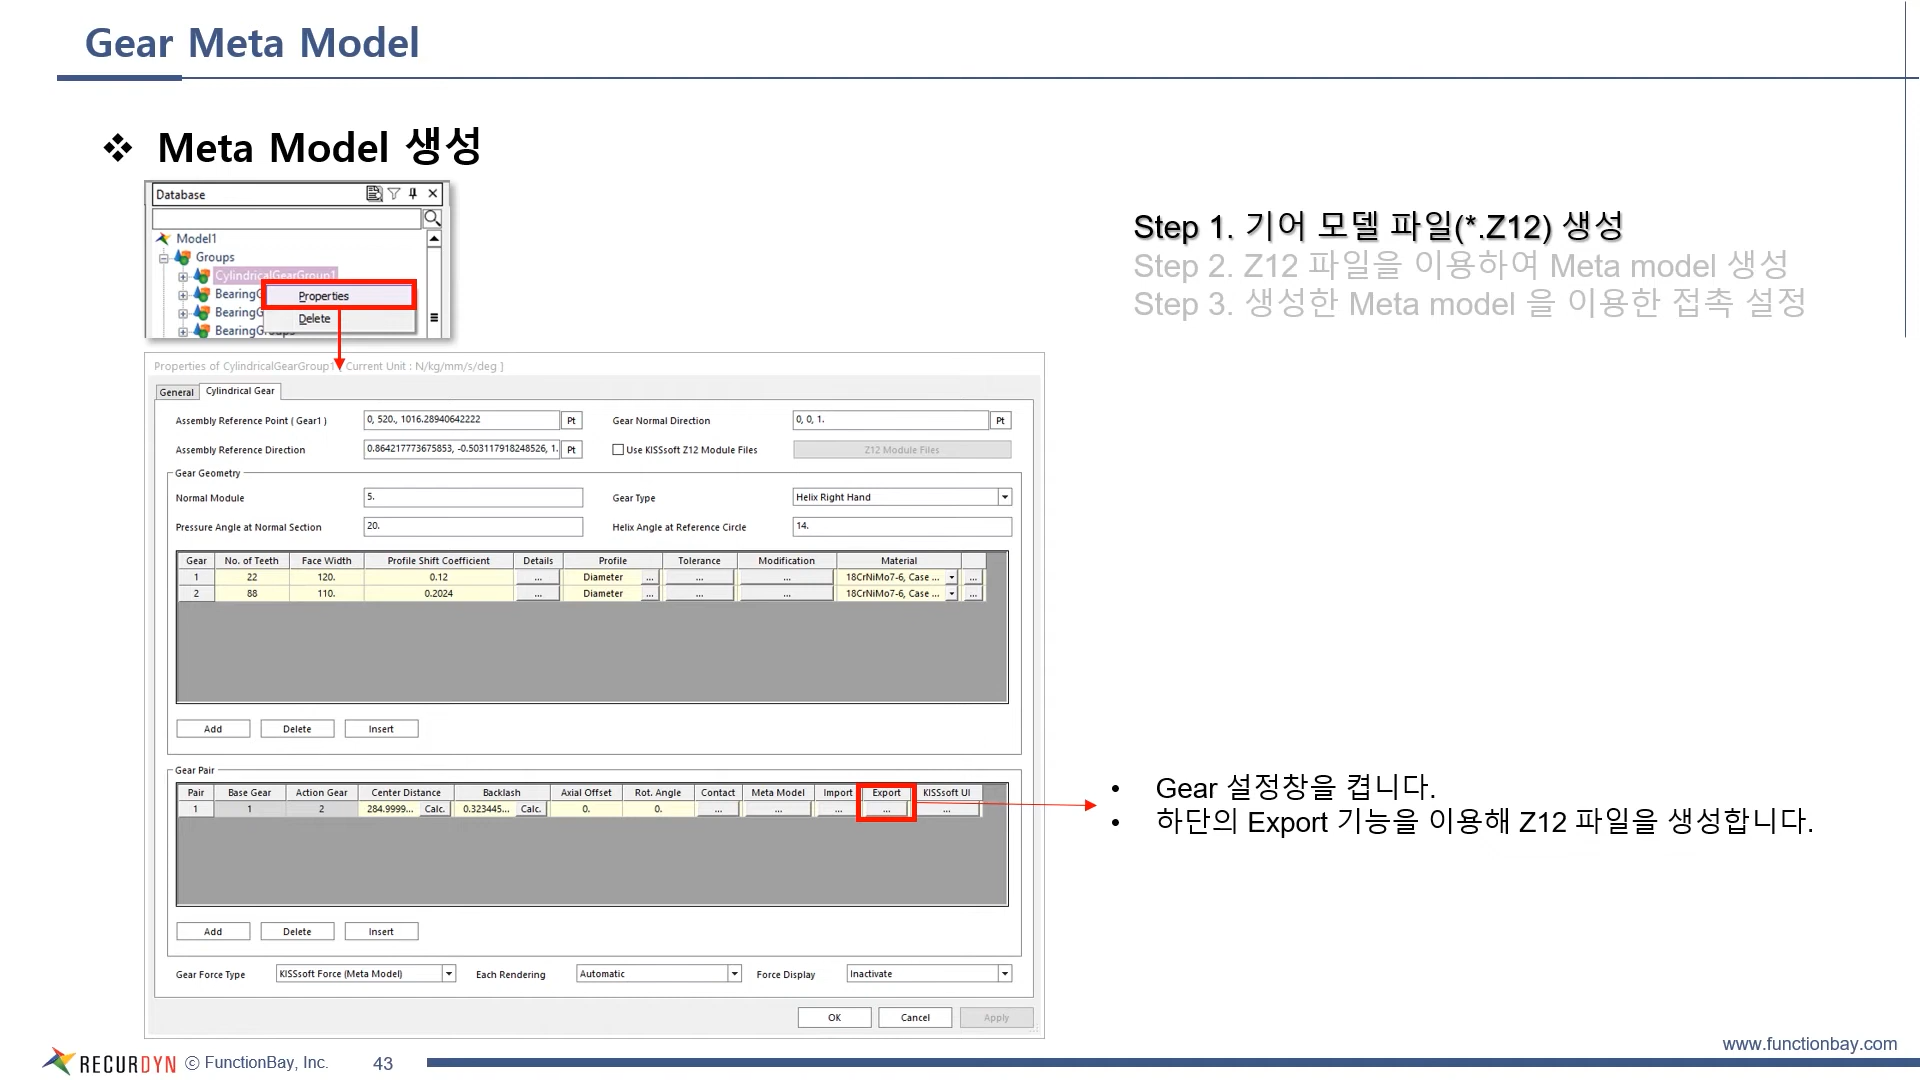 Gear Meta Model
❖ Meta Model 생성
Database
Model1
Groups
CylindricalGearGroup1
BearingG
Properties
BearingG
Delete
BearingGroup3
Step 1. 기어 모델 파일(*.Z12) 생성
Step 2. Z12 파일을 이용하여 Meta model 생성
Step 3. 생성한 Meta model 을 이용한 접촉 설정
Properties of CylindricalGearGroup1 [ Current Unit : N/kg/mm/s/deg ]
General Cylindrical Gear
Assembly Reference Point ( Gear1 ) 0, 520., 1016.28940642222 Pt Gear Normal Direction 0, 0, 1. Pt
Assembly Reference Direction 0.864217773675853, -0.503117918248526, 1. Pt Use KISSsoft Z12 Module Files Z12 Module Files
Gear Geometry
Normal Module 5. Gear Type Helix Right Hand
Pressure Angle at Normal Section 20. Helix Angle at Reference Circle 14.
Gear No. of Teeth Face Width Profile Shift Coefficient Details Profile Tolerance Modification Material
1 22 120. 0.12 ... Diameter ... ... ... 18CrNiMo7-6, Case ... ...
2 88 110. 0.2024 ... Diameter ... ... ... 18CrNiMo7-6, Case ... ...
Add Delete Insert
Gear Pair
Pair Base Gear Action Gear Center Distance Backlash Axial Offset Rot. Angle Contact Meta Model Import Export KISSsoft UI
1 1 2 284.9999... Calc. 0.323445... Calc. 0. 0. ... ... ... ... ...
Add Delete Insert
Gear Force Type KISSsoft Force (Meta Model) Each Rendering Automatic Force Display Inactivate
OK Cancel Apply
• Gear 설정창을 켭니다.
• 하단의 Export 기능을 이용해 Z12 파일을 생성합니다.
www.functionbay.com
RECURDYN © FunctionBay, Inc. 43